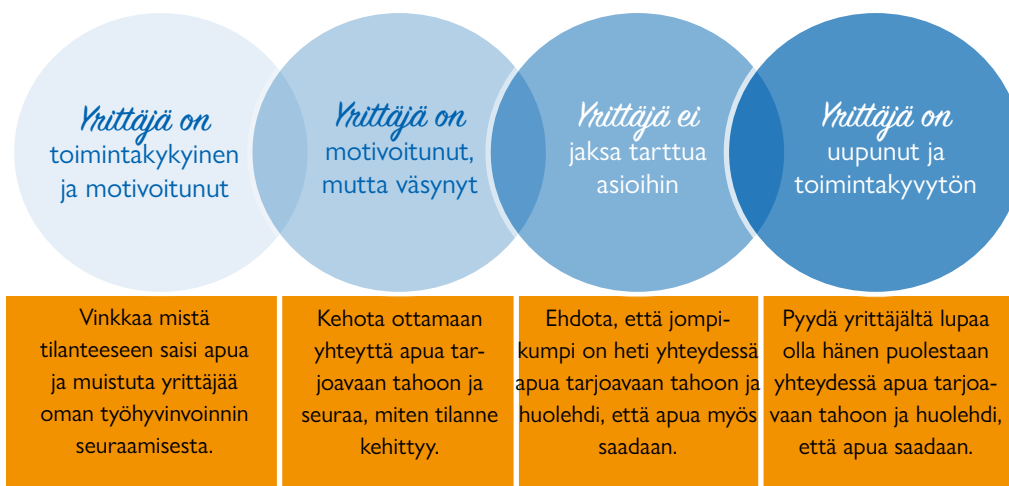 Yrittäjä on
toimintakykyinen
ja motivoitunut
Yrittäjä on
motivoitunut,
mutta väsynyt
Yrittäjä ei
jaksa tarttua
asioihin
Yrittäjä on
uupunut ja
toimintakyvytön
Vinkkaa mistä
tilanteeseen saisi apua
ja muistuta yrittäjää
oman työhyvinvoinnin
seuraamisesta.
Kehota ottamaan
yhteyttä apua tar-
joavaan tahoon ja
seuraa, miten tilanne
kehittyy.
Ehdota, että jompi-
kumpi on heti yhteydessä
apua tarjoavaan tahoon ja
huolehdi, että apua myös
saadaan.
Pyydä yrittäjältä lupaa
olla hänen puolestaan
yhteydessä apua tarjoa-
vaan tahoon ja huolehdi,
että apua saadaan.